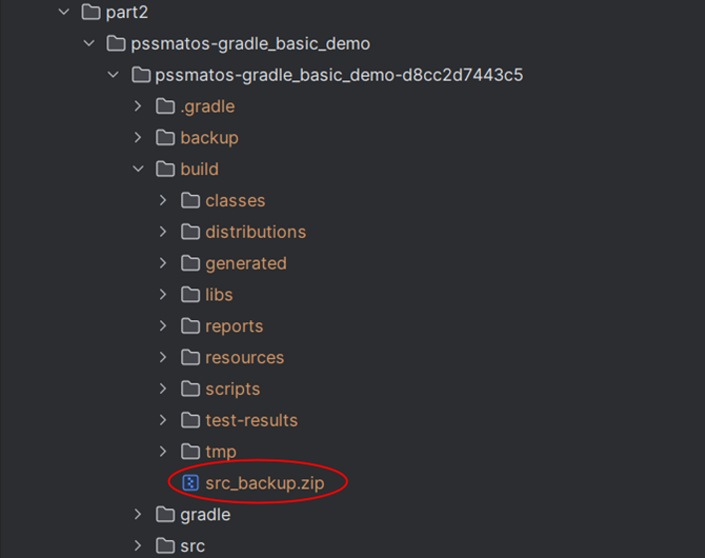 part2
pssmatos-gradle_basic_demo
pssmatos-gradle_basic_demo-d8cc2d7443c5
.gradle
backup
build
classes
distributions
generated
libs
reports
resources
scripts
test-results
tmp
src_backup.zip
gradle
src